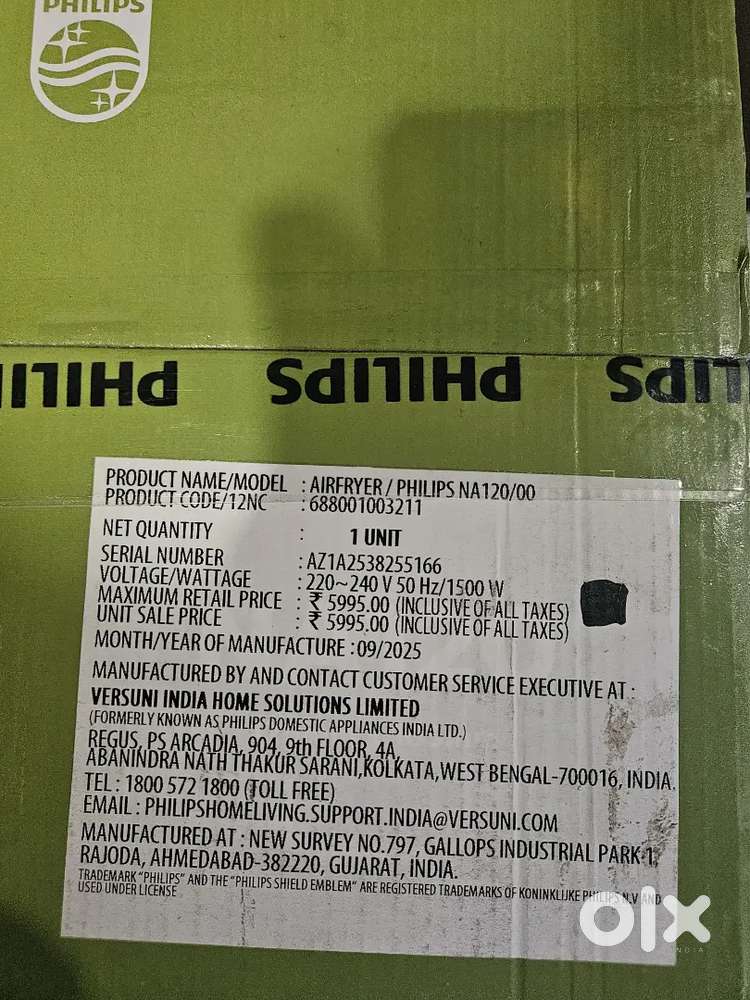 PHILIPS
PHILIPS PHILIPS PHILIPS
PRODUCT NAME/MODEL : AIRFRYER / PHILIPS NA120/00
PRODUCT CODE/12NC : 688001003211
NET QUANTITY : 1 UNIT
SERIAL NUMBER : AZ1A2538255166
VOLTAGE/WATTAGE : 220~240 V 50 Hz/1500 W
MAXIMUM RETAIL PRICE : ₹ 5995.00 (INCLUSIVE OF ALL TAXES)
UNIT SALE PRICE : ₹ 5995.00 (INCLUSIVE OF ALL TAXES)
MONTH/YEAR OF MANUFACTURE : 09/2025
MANUFACTURED BY AND CONTACT CUSTOMER SERVICE EXECUTIVE AT :
VERSUNI INDIA HOME SOLUTIONS LIMITED
(FORMERLY KNOWN AS PHILIPS DOMESTIC APPLIANCES INDIA LTD.)
REGUS, PS ARCADIA, 904, 9th FLOOR, 4A,
ABANINDRA NATH THAKUR SARANI,KOLKATA,WEST BENGAL-700016, INDIA.
TEL : 1800 572 1800 (TOLL FREE)
EMAIL : PHILIPSHOMELIVING.SUPPORT.INDIA@VERSUNI.COM
MANUFACTURED AT : NEW SURVEY NO.797, GALLOPS INDUSTRIAL PARK-1,
RAJODA, AHMEDABAD-382220, GUJARAT, INDIA.
TRADEMARK "PHILIPS" AND THE "PHILIPS SHIELD EMBLEM" ARE REGISTERED TRADEMARKS OF KONINKLIJKE PHILIPS N.V AND
USED UNDER LICENSE
olx
INDIA